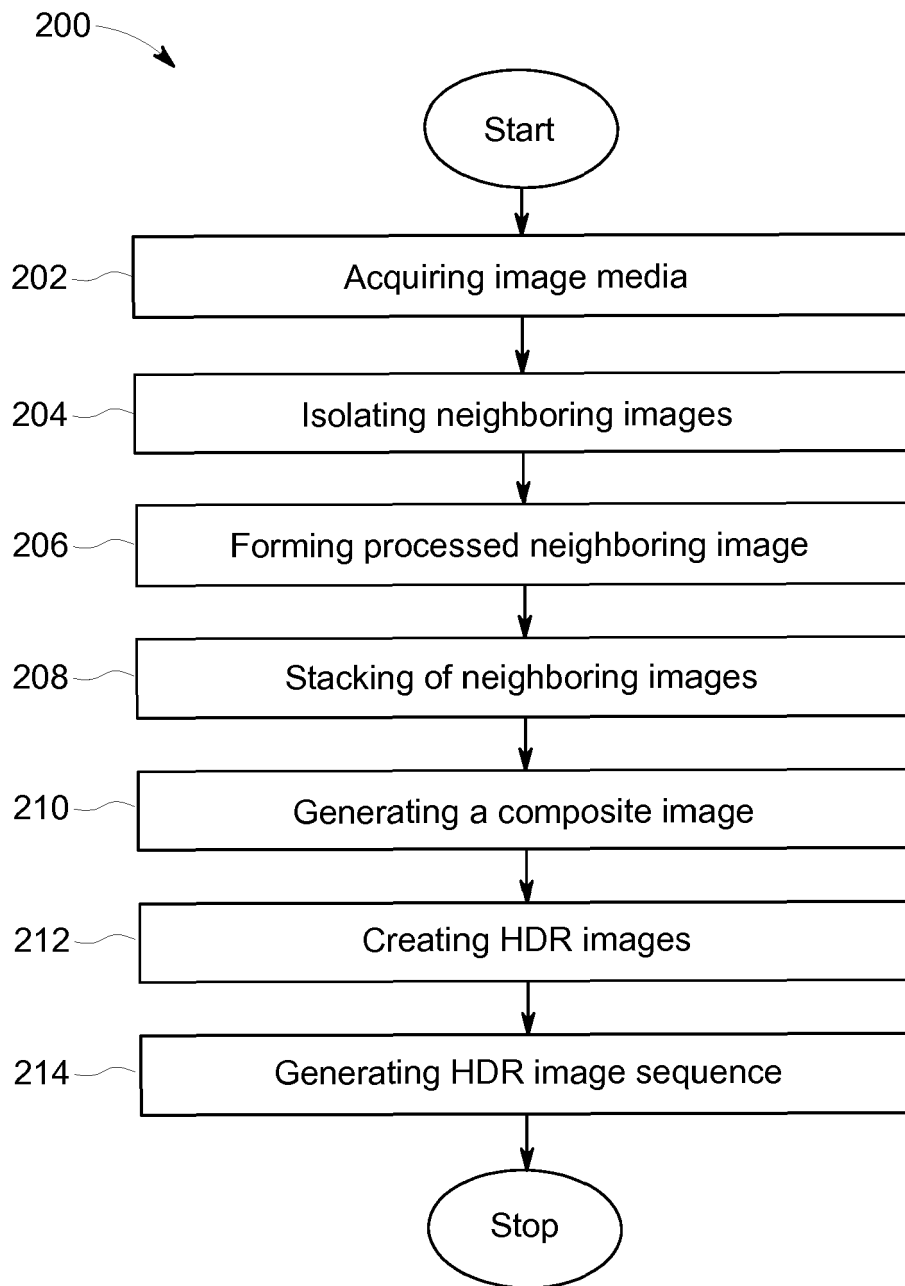 200
Start
202 Acquiring image media
204 Isolating neighboring images
206 Forming processed neighboring image
208 Stacking of neighboring images
210 Generating a composite image
212 Creating HDR images
214 Generating HDR image sequence
Stop